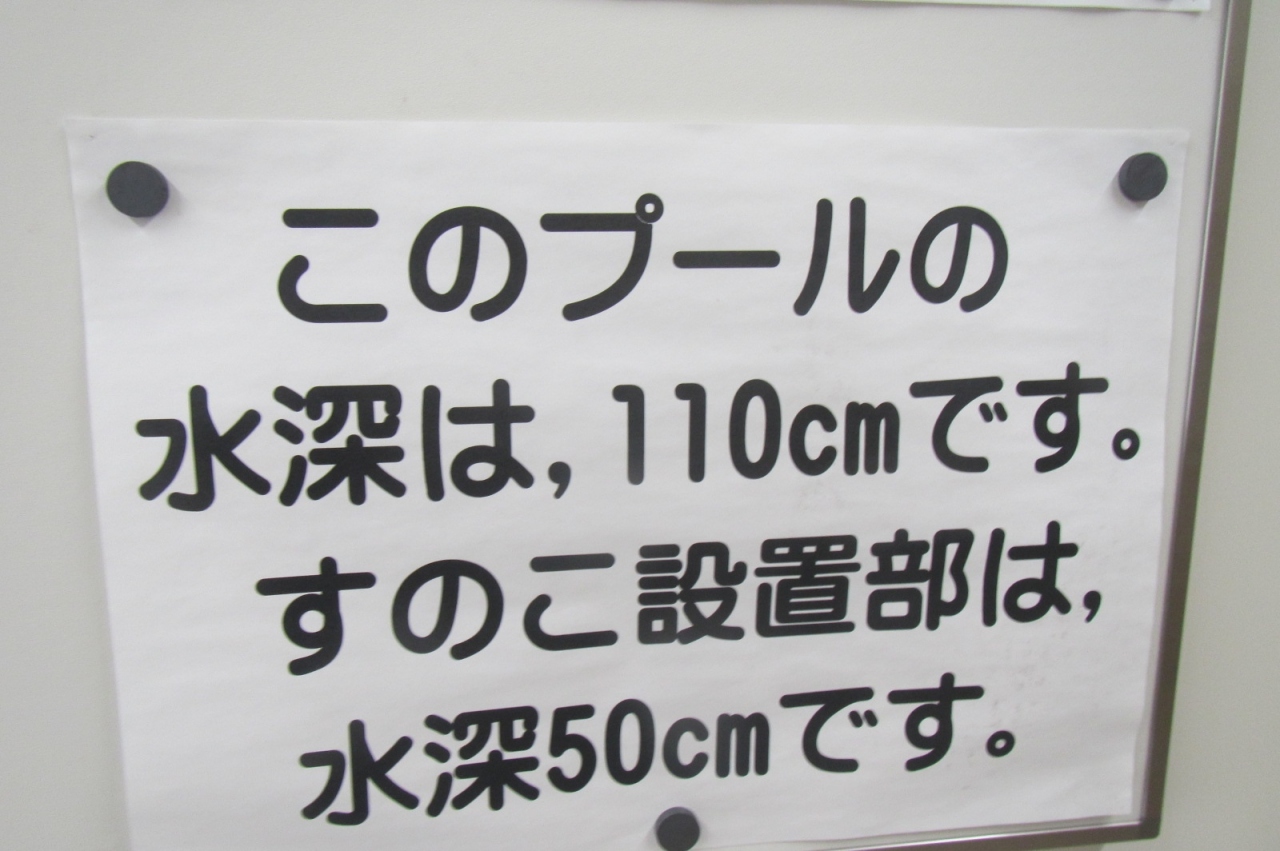 このプールの
水深は,110cmです。
すのこ設置部は,
水深50cmです。